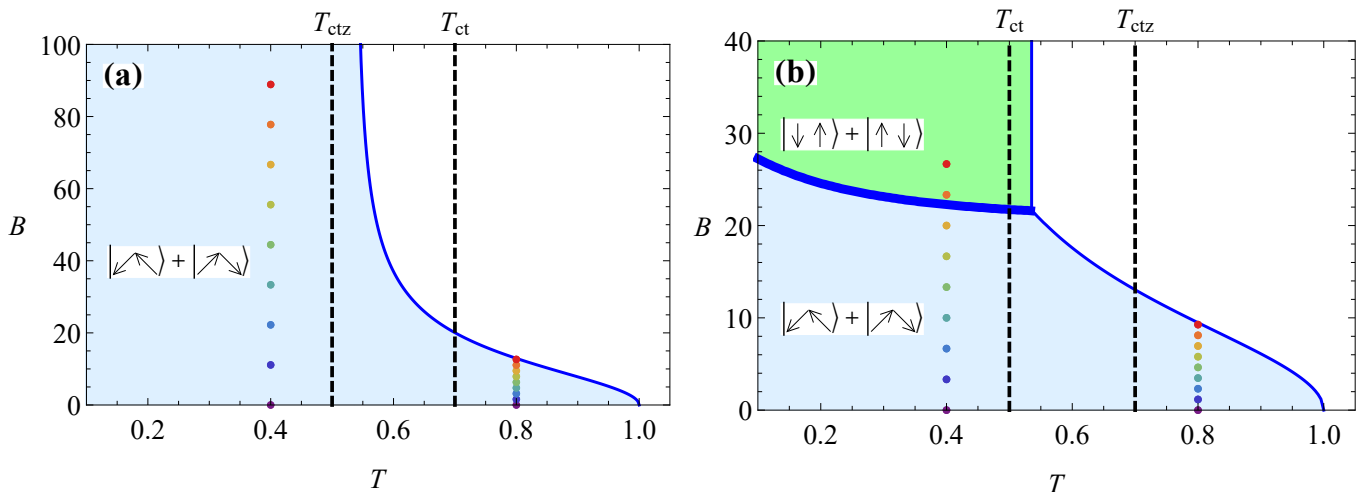 T_ctz T_ct
100
(a)
80
60
B
|↙↖⟩ + |↗↘⟩
40
20
0
0.2 0.4 0.6 0.8 1.0
T
T_ct T_ctz
40
(b)
|↓ ↑⟩ + |↑ ↓⟩
30
B
20
|↙↖⟩ + |↗↘⟩
10
0
0.2 0.4 0.6 0.8 1.0
T